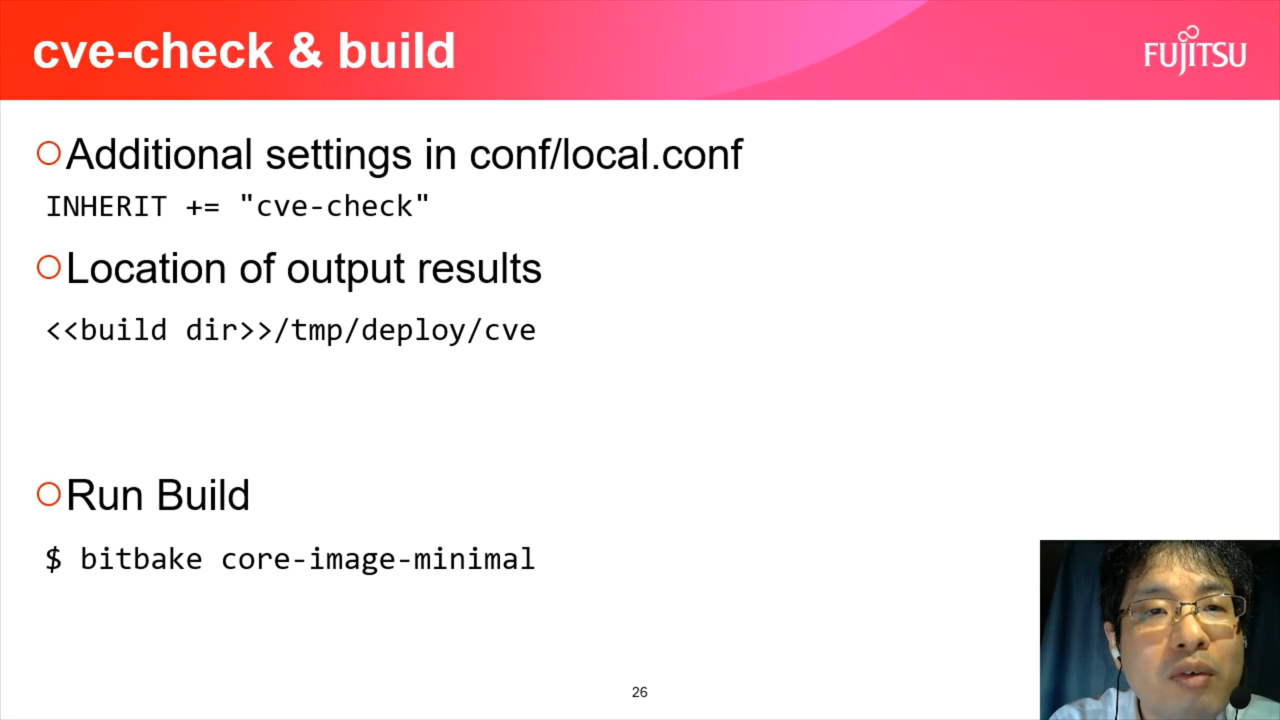 cve-check & build
FUJITSU
Additional settings in conf/local.conf
INHERIT += "cve-check"
Location of output results
<<build dir>>/tmp/deploy/cve
Run Build
$ bitbake core-image-minimal
26